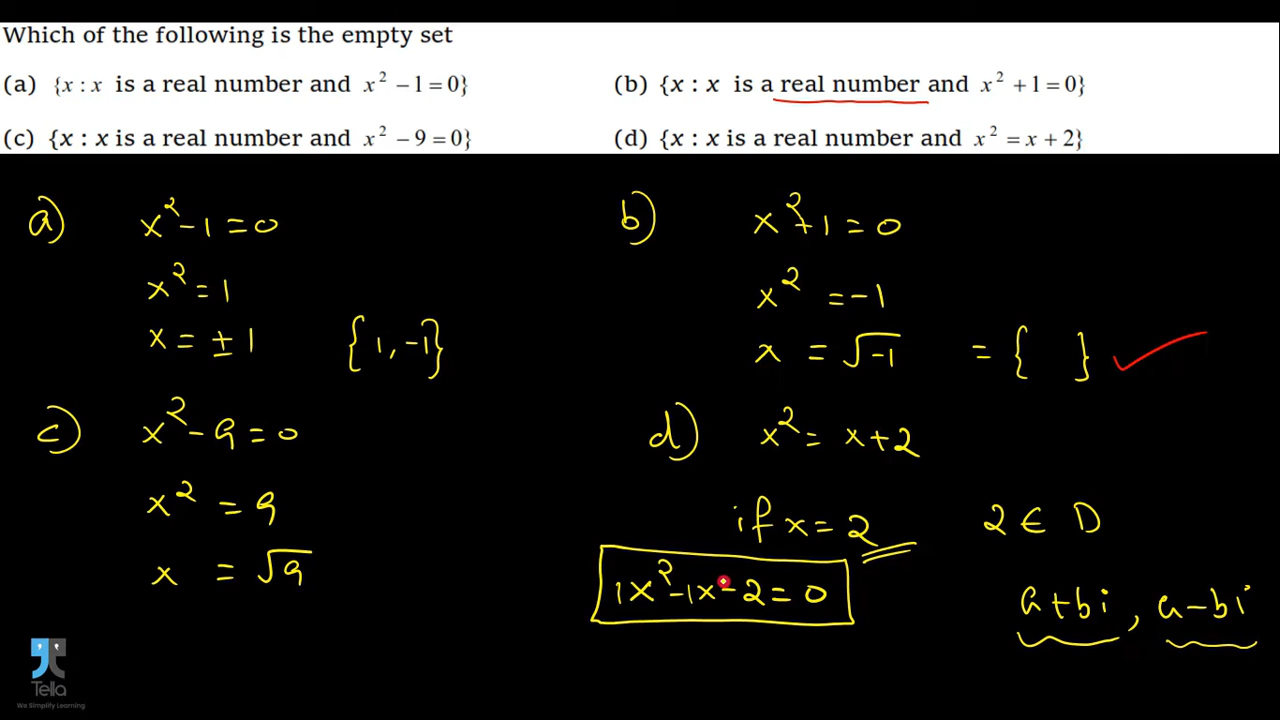 Which of the following is the empty set
(a) {x : x is a real number and x² − 1 = 0}
(b) {x : x is a real number and x² + 1 = 0}
(c) {x : x is a real number and x² − 9 = 0}
(d) {x : x is a real number and x² = x + 2}
a) x² − 1 = 0
x² = 1
x = ± 1 {1, −1}
b) x² + 1 = 0
x² = −1
x = √−1 = { }
c) x² − 9 = 0
x² = 9
x = √9
d) x² = x + 2
if x = 2 2 ∈ D
1x² − 1x − 2 = 0
a + bi , a − bi
Tella
We Simplify Learning